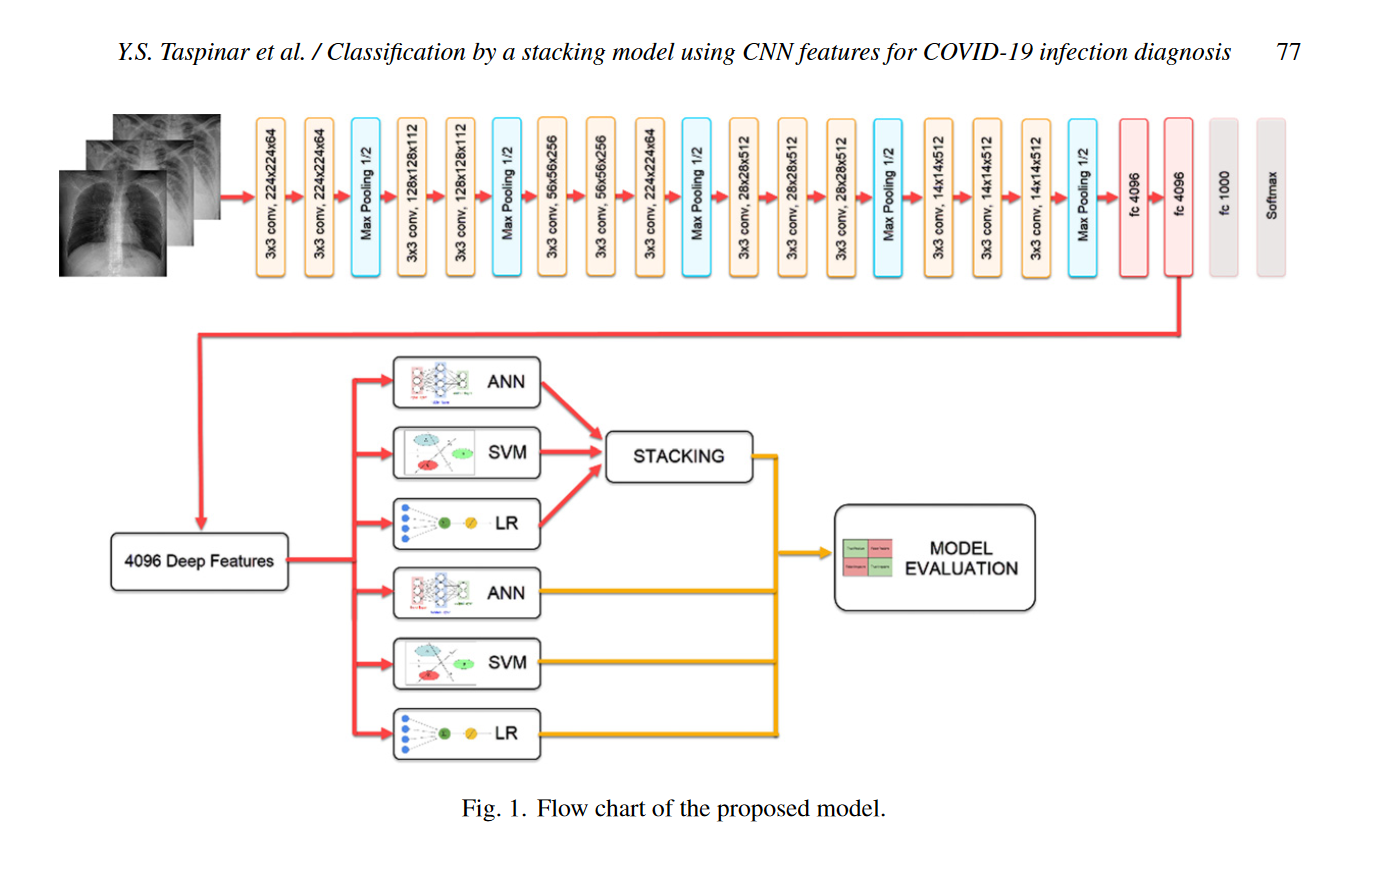 Y.S. Taspinar et al. / Classification by a stacking model using CNN features for COVID-19 infection diagnosis 77
3x3 conv, 224x224x64
3x3 conv, 224x224x64
Max Pooling 1/2
3x3 conv, 128x128x112
3x3 conv, 128x128x112
Max Pooling 1/2
3x3 conv, 56x56x256
3x3 conv, 56x56x256
3x3 conv, 224x224x64
Max Pooling 1/2
3x3 conv, 28x28x512
3x3 conv, 28x28x512
3x3 conv, 28x28x512
Max Pooling 1/2
3x3 conv, 14x14x512
3x3 conv, 14x14x512
3x3 conv, 14x14x512
Max Pooling 1/2
fc 4096
fc 4096
fc 1000
Softmax
ANN
SVM
STACKING
LR
4096 Deep Features
MODEL
EVALUATION
ANN
SVM
LR
Fig. 1. Flow chart of the proposed model.